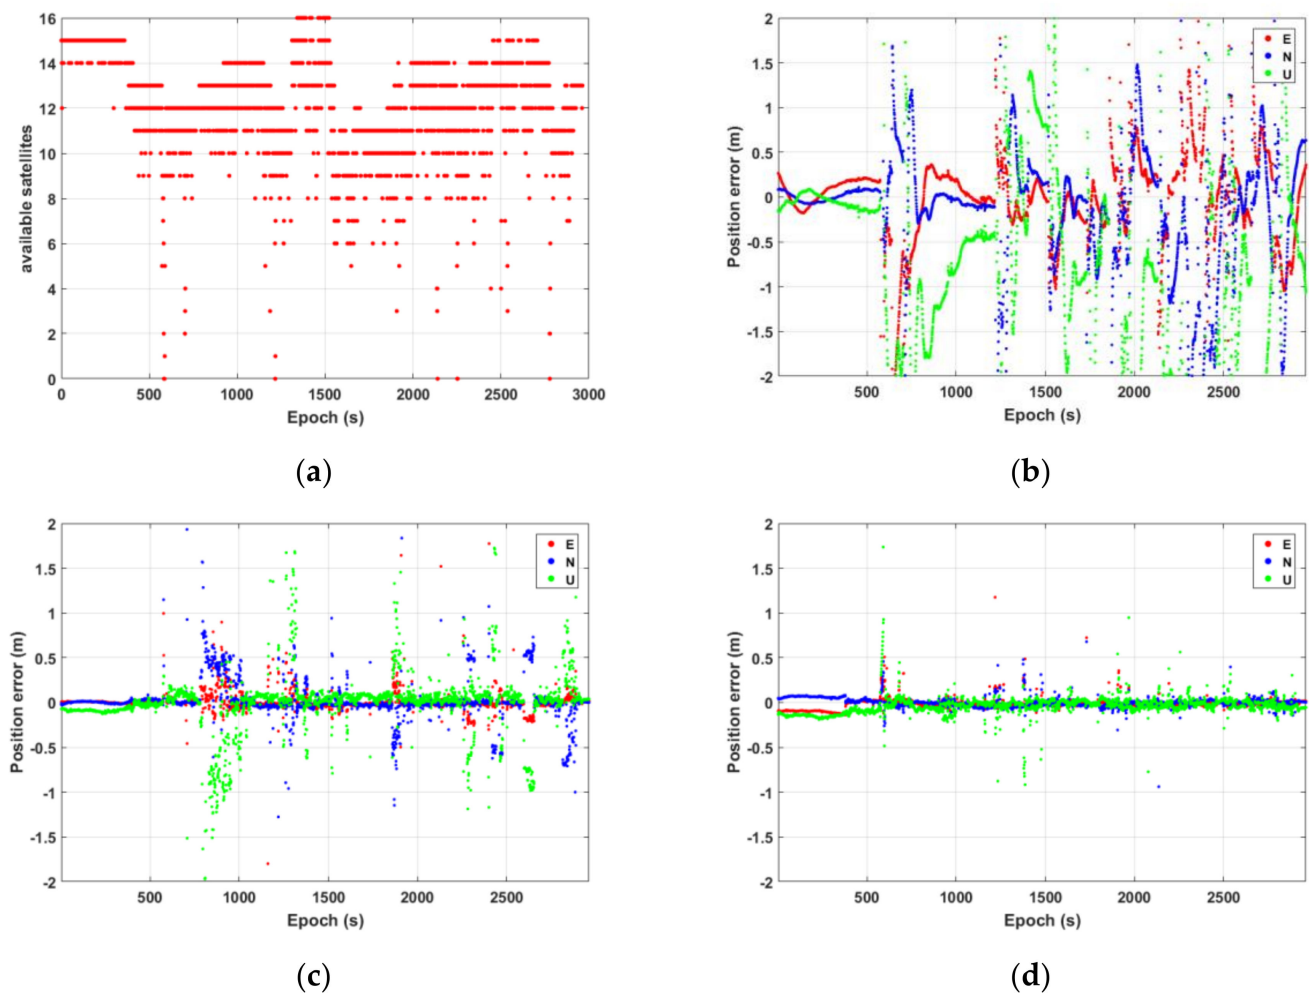 16
14
12
10
8
6
4
2
0
available satellites
0 500 1000 1500 2000 2500 3000
Epoch (s)
(a)
2
1.5
1
0.5
0
-0.5
-1
-1.5
-2
Position error (m)
E
N
U
500 1000 1500 2000 2500
Epoch (s)
(b)
2
1.5
1
0.5
0
-0.5
-1
-1.5
-2
Position error (m)
E
N
U
500 1000 1500 2000 2500
Epoch (s)
(c)
2
1.5
1
0.5
0
-0.5
-1
-1.5
-2
Position error (m)
E
N
U
500 1000 1500 2000 2500
Epoch (s)
(d)